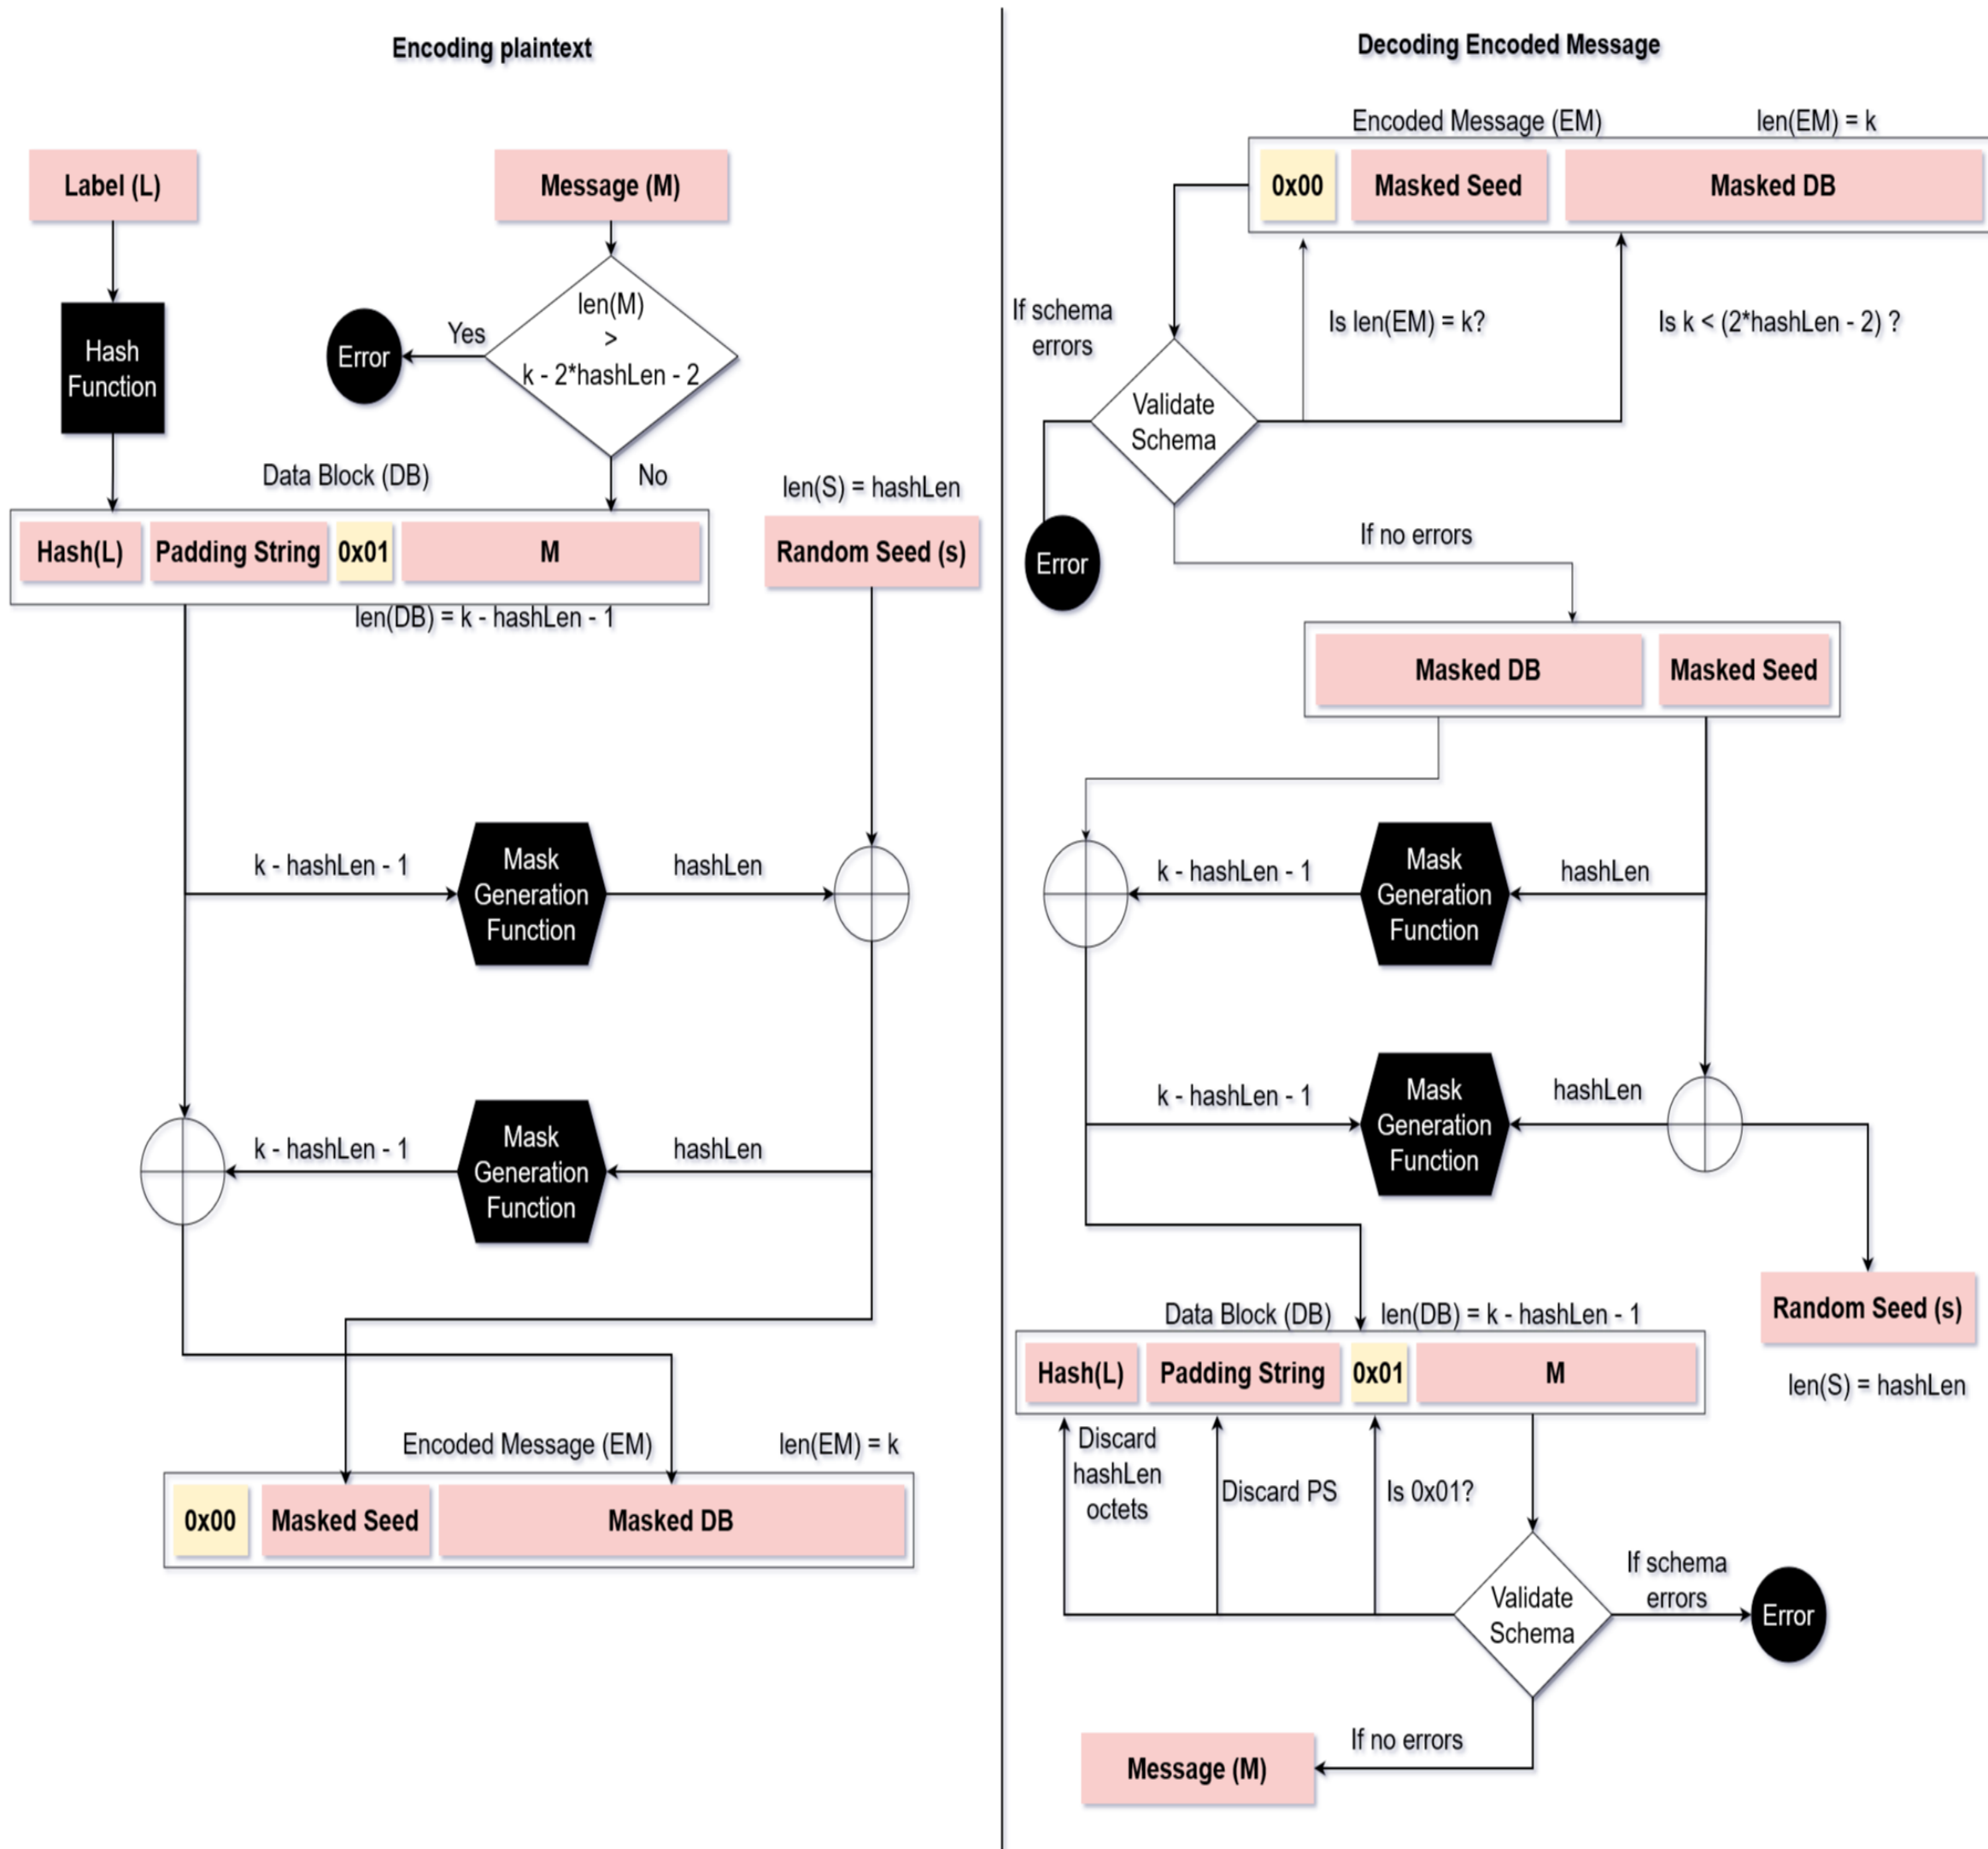 Encoding plaintext
Label (L)
Message (M)
Hash
Function
Error
Yes
len(M)
>
k - 2*hashLen - 2
Data Block (DB)
No
len(S) = hashLen
Hash(L)
Padding String
0x01
M
Random Seed (s)
len(DB) = k - hashLen - 1
k - hashLen - 1
Mask
Generation
Function
hashLen
k - hashLen - 1
Mask
Generation
Function
hashLen
Encoded Message (EM)
len(EM) = k
0x00
Masked Seed
Masked DB
Decoding Encoded Message
Encoded Message (EM)
len(EM) = k
0x00
Masked Seed
Masked DB
If schema
errors
Is len(EM) = k?
Is k < (2*hashLen - 2) ?
Validate
Schema
Error
If no errors
Masked DB
Masked Seed
k - hashLen - 1
Mask
Generation
Function
hashLen
k - hashLen - 1
Mask
Generation
Function
hashLen
Random Seed (s)
len(S) = hashLen
Data Block (DB)
len(DB) = k - hashLen - 1
Hash(L)
Padding String
0x01
M
Discard
hashLen
octets
Discard PS
Is 0x01?
Validate
Schema
If schema
errors
Error
If no errors
Message (M)